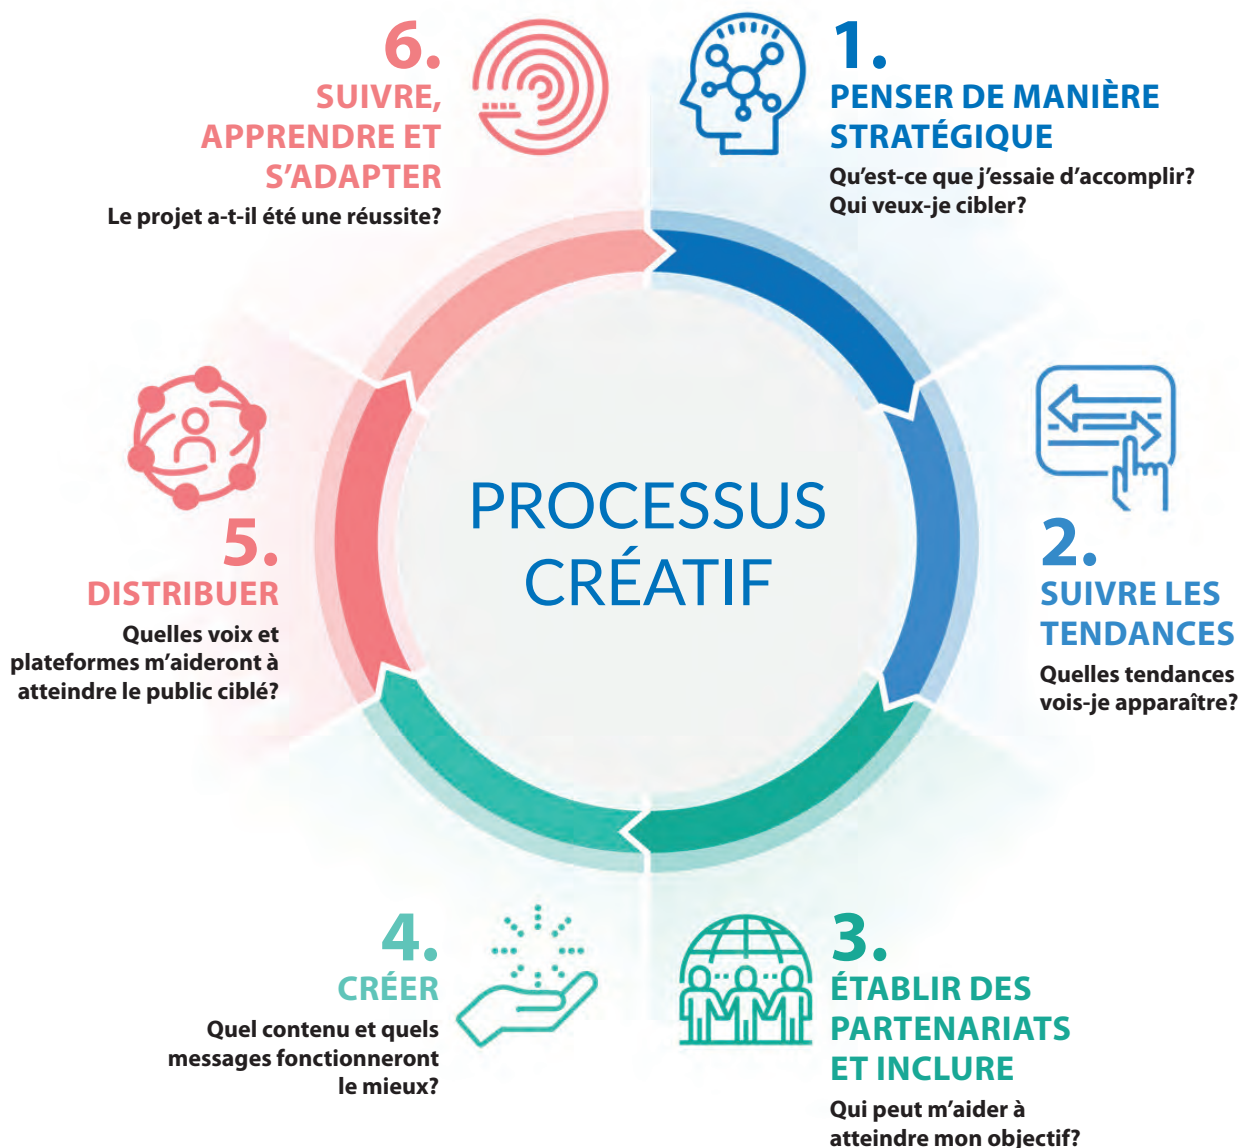 PROCESSUS
CRÉATIF
1.
PENSER DE MANIÈRE
STRATÉGIQUE
Qu’est-ce que j’essaie d’accomplir?
Qui veux-je cibler?
2.
SUIVRE LES
TENDANCES
Quelles tendances
vois-je apparaître?
3.
ÉTABLIR DES
PARTENARIATS
ET INCLURE
Qui peut m’aider à
atteindre mon objectif?
4.
CRÉER
Quel contenu et quels
messages fonctionneront
le mieux?
5.
DISTRIBUER
Quelles voix et
plateformes m’aideront à
atteindre le public ciblé?
6.
SUIVRE,
APPRENDRE ET
S’ADAPTER
Le projet a-t-il été une réussite?